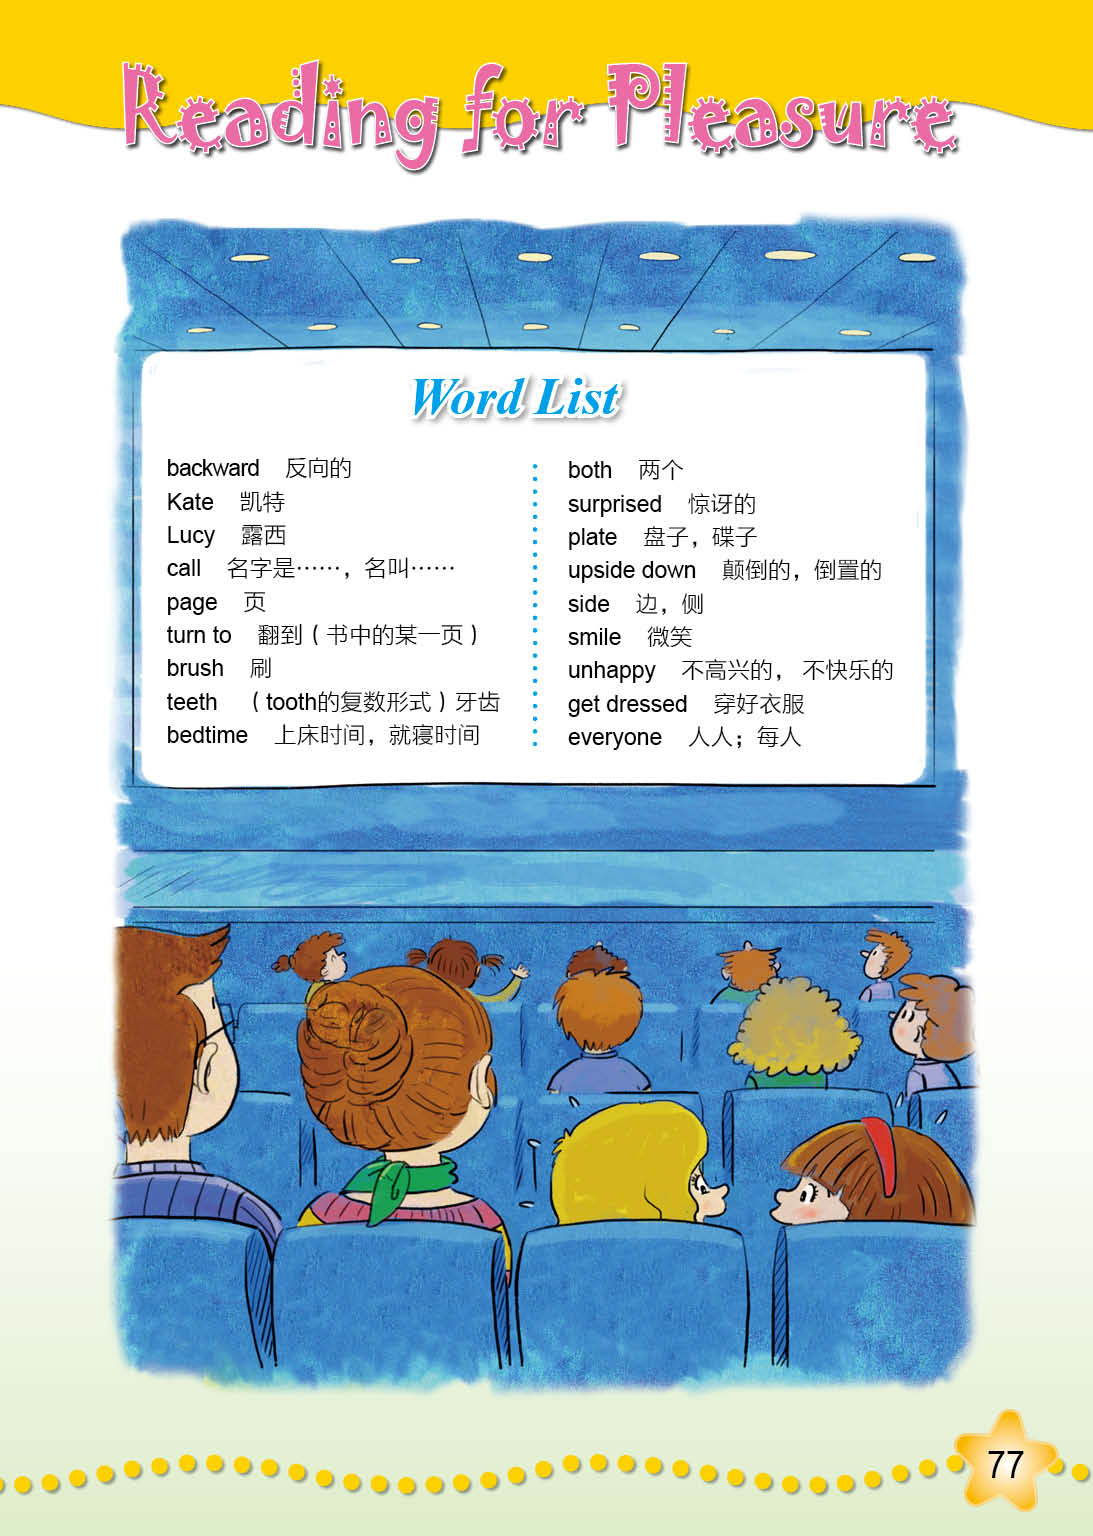 Reading for Pleasure
Word List
backward 反向的
Kate 凯特
Lucy 露西
call 名字是……，名叫……
page 页
turn to 翻到（书中的某一页）
brush 刷
teeth （tooth的复数形式）牙齿
bedtime 上床时间，就寝时间
both 两个
surprised 惊讶的
plate 盘子，碟子
upside down 颠倒的，倒置的
side 边，侧
smile 微笑
unhappy 不高兴的， 不快乐的
get dressed 穿好衣服
everyone 人人；每人
77